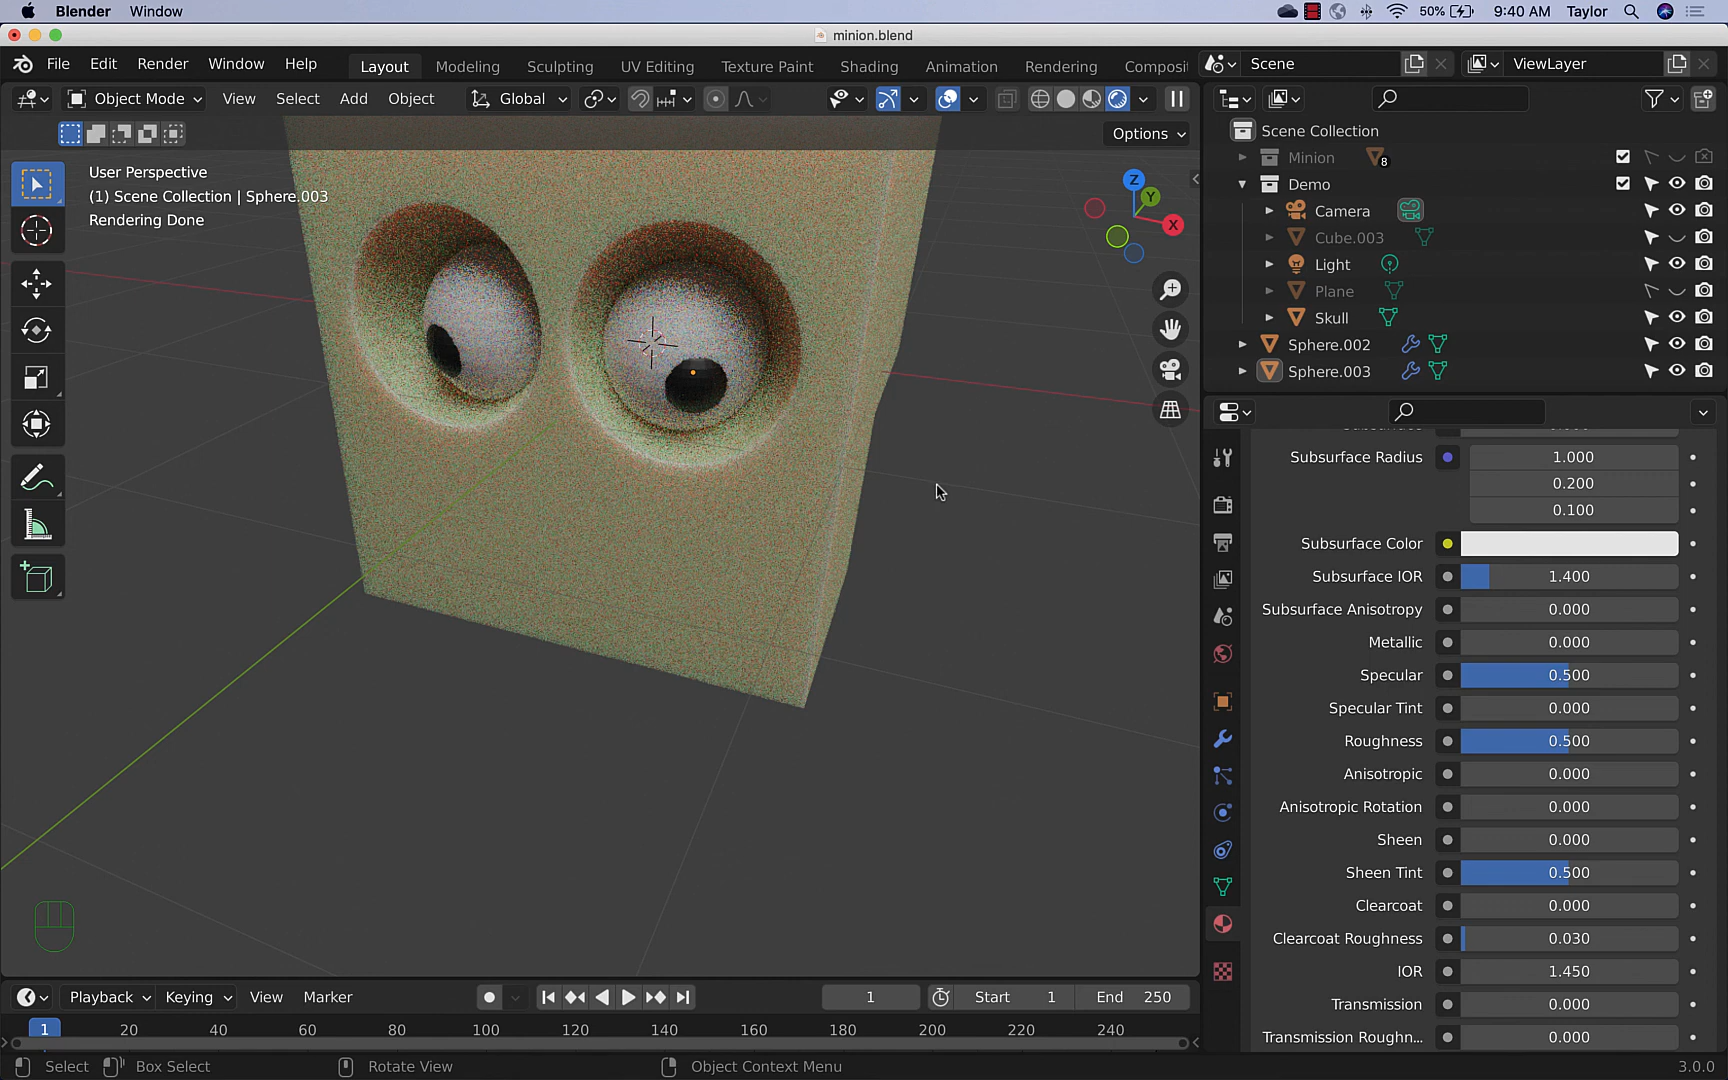 Blender Window 50% 9:40 AM Taylor
minion.blend
File Edit Render Window Help Layout Modeling Sculpting UV Editing Texture Paint Shading Animation Rendering Composi Scene ViewLayer
Object Mode View Select Add Object Global
Options
User Perspective
(1) Scene Collection | Sphere.003
Rendering Done
Z
Y
X
Scene Collection
Minion 8
Demo
Camera
Cube.003
Light
Plane
Skull
Sphere.002
Sphere.003
Subsurface Radius 1.000
0.200
0.100
Subsurface Color
Subsurface IOR 1.400
Subsurface Anisotropy 0.000
Metallic 0.000
Specular 0.500
Specular Tint 0.000
Roughness 0.500
Anisotropic 0.000
Anisotropic Rotation 0.000
Sheen 0.000
Sheen Tint 0.500
Clearcoat 0.000
Clearcoat Roughness 0.030
IOR 1.450
Transmission 0.000
Transmission Roughn... 0.000
Playback Keying View Marker 1 Start 1 End 250
1 20 40 60 80 100 120 140 160 180 200 220 240
Select Box Select Rotate View Object Context Menu 3.0.0